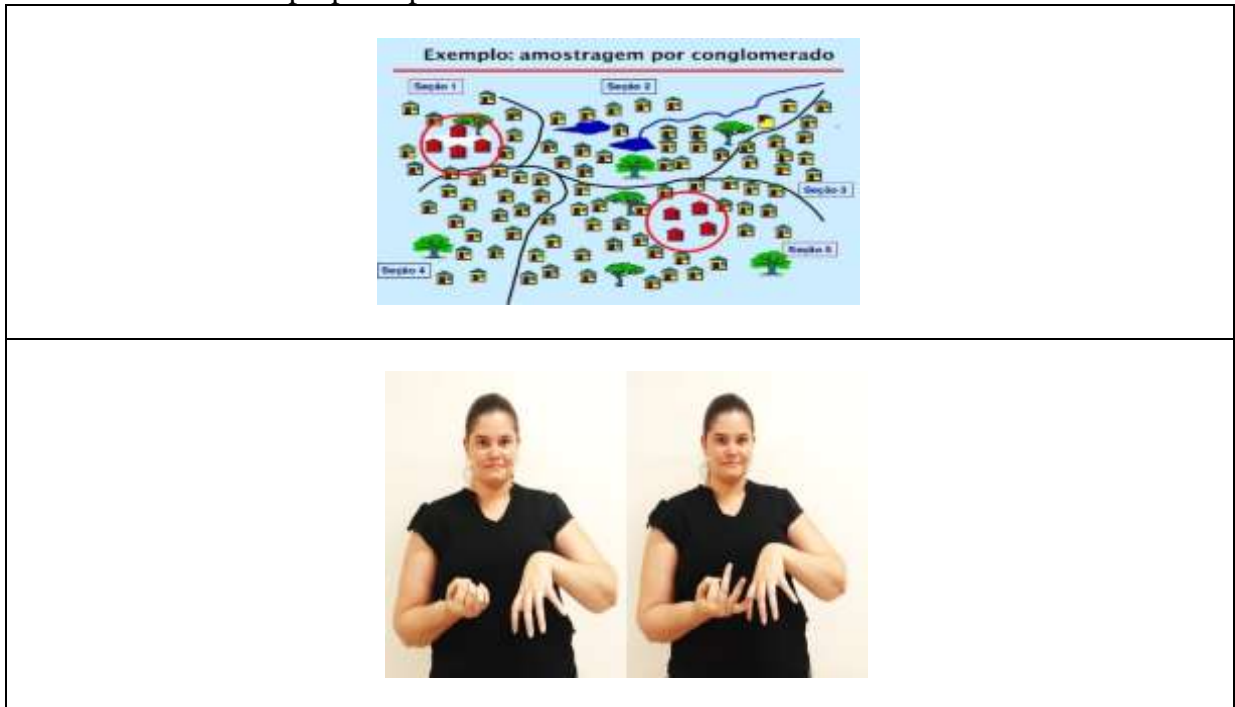 Exemplo: amostragem por conglomerado
Seção 1
Seção 2
Seção 3
Seção 4
Seção 5